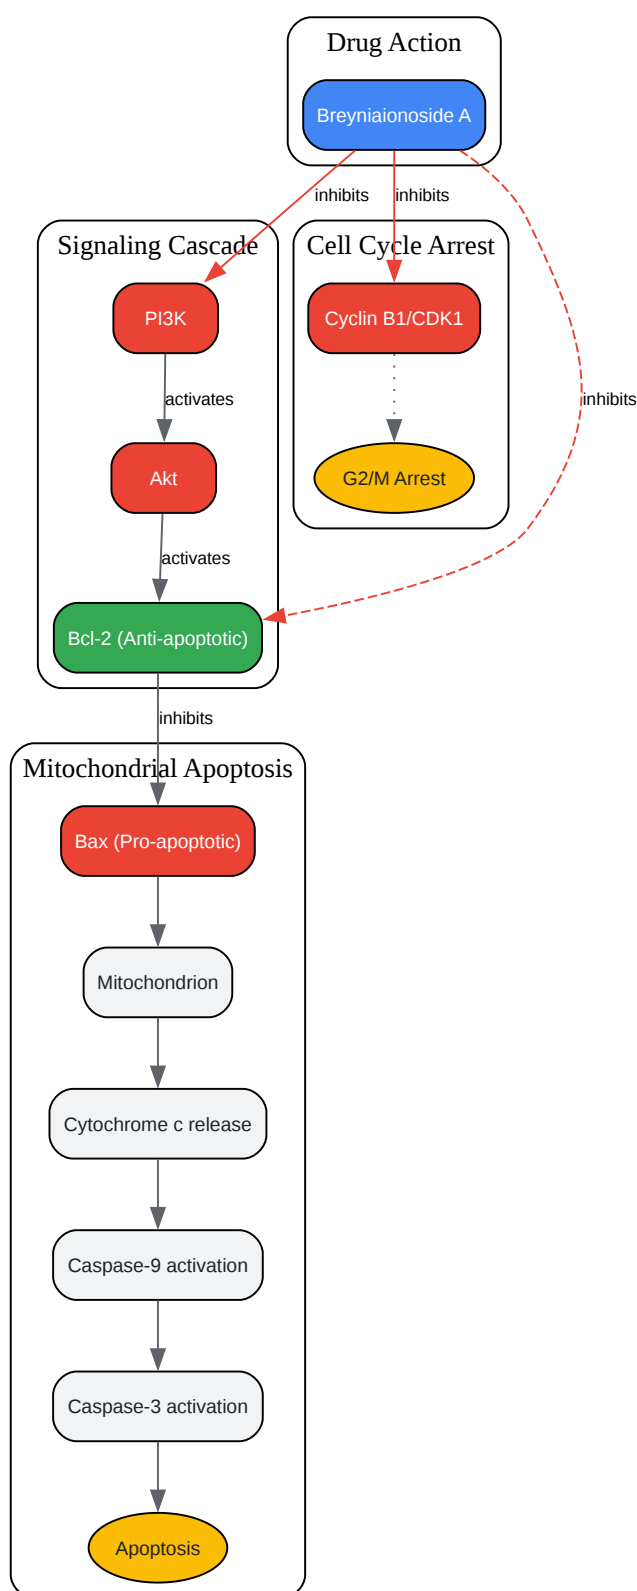 Drug Action
Breyniaionoside A
inhibits
inhibits
Signaling Cascade
Cell Cycle Arrest
PI3K
Cyclin B1/CDK1
activates
inhibits
Akt
G2/M Arrest
activates
Bcl-2 (Anti-apoptotic)
inhibits
Mitochondrial Apoptosis
Bax (Pro-apoptotic)
Mitochondrion
Cytochrome c release
Caspase-9 activation
Caspase-3 activation
Apoptosis